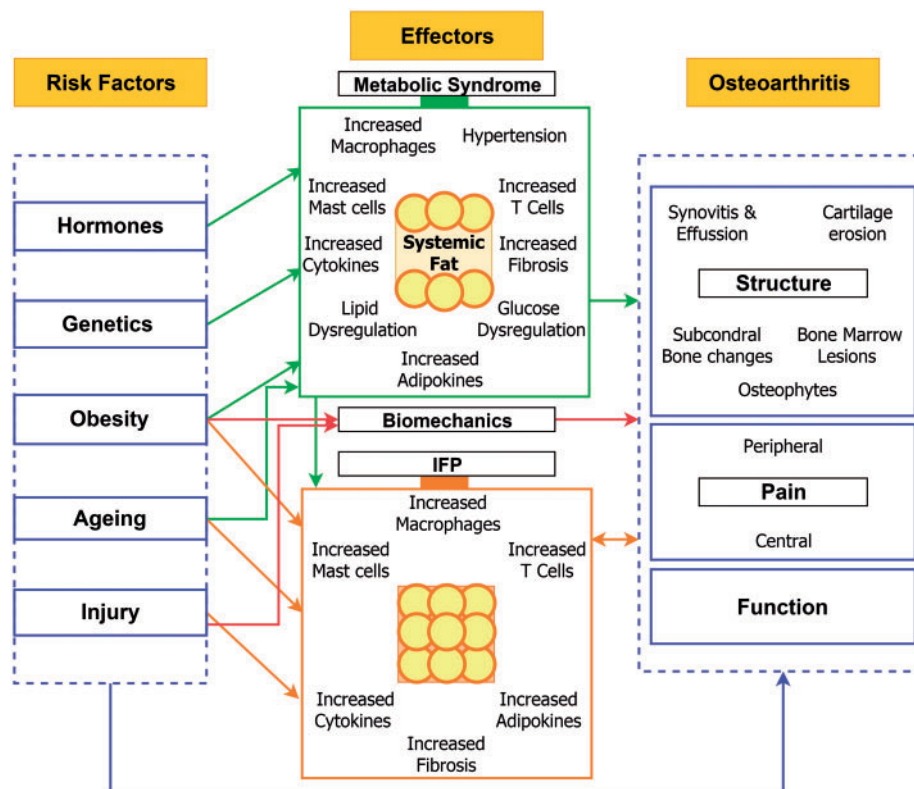 Effectors
Risk Factors
Osteoarthritis
Metabolic Syndrome
Increased
Macrophages
Hypertension
Increased
Mast cells
Increased
T Cells
Increased
Cytokines
Systemic
Fat
Increased
Fibrosis
Lipid
Dysregulation
Glucose
Dysregulation
Increased
Adipokines
Hormones
Genetics
Obesity
Ageing
Injury
Biomechanics
IFP
Increased
Macrophages
Increased
Mast cells
Increased
T Cells
Increased
Cytokines
Increased
Adipokines
Increased
Fibrosis
Synovitis &
Effussion
Cartilage
erosion
Structure
Subcondral
Bone changes
Bone Marrow
Lesions
Osteophytes
Peripheral
Pain
Central
Function